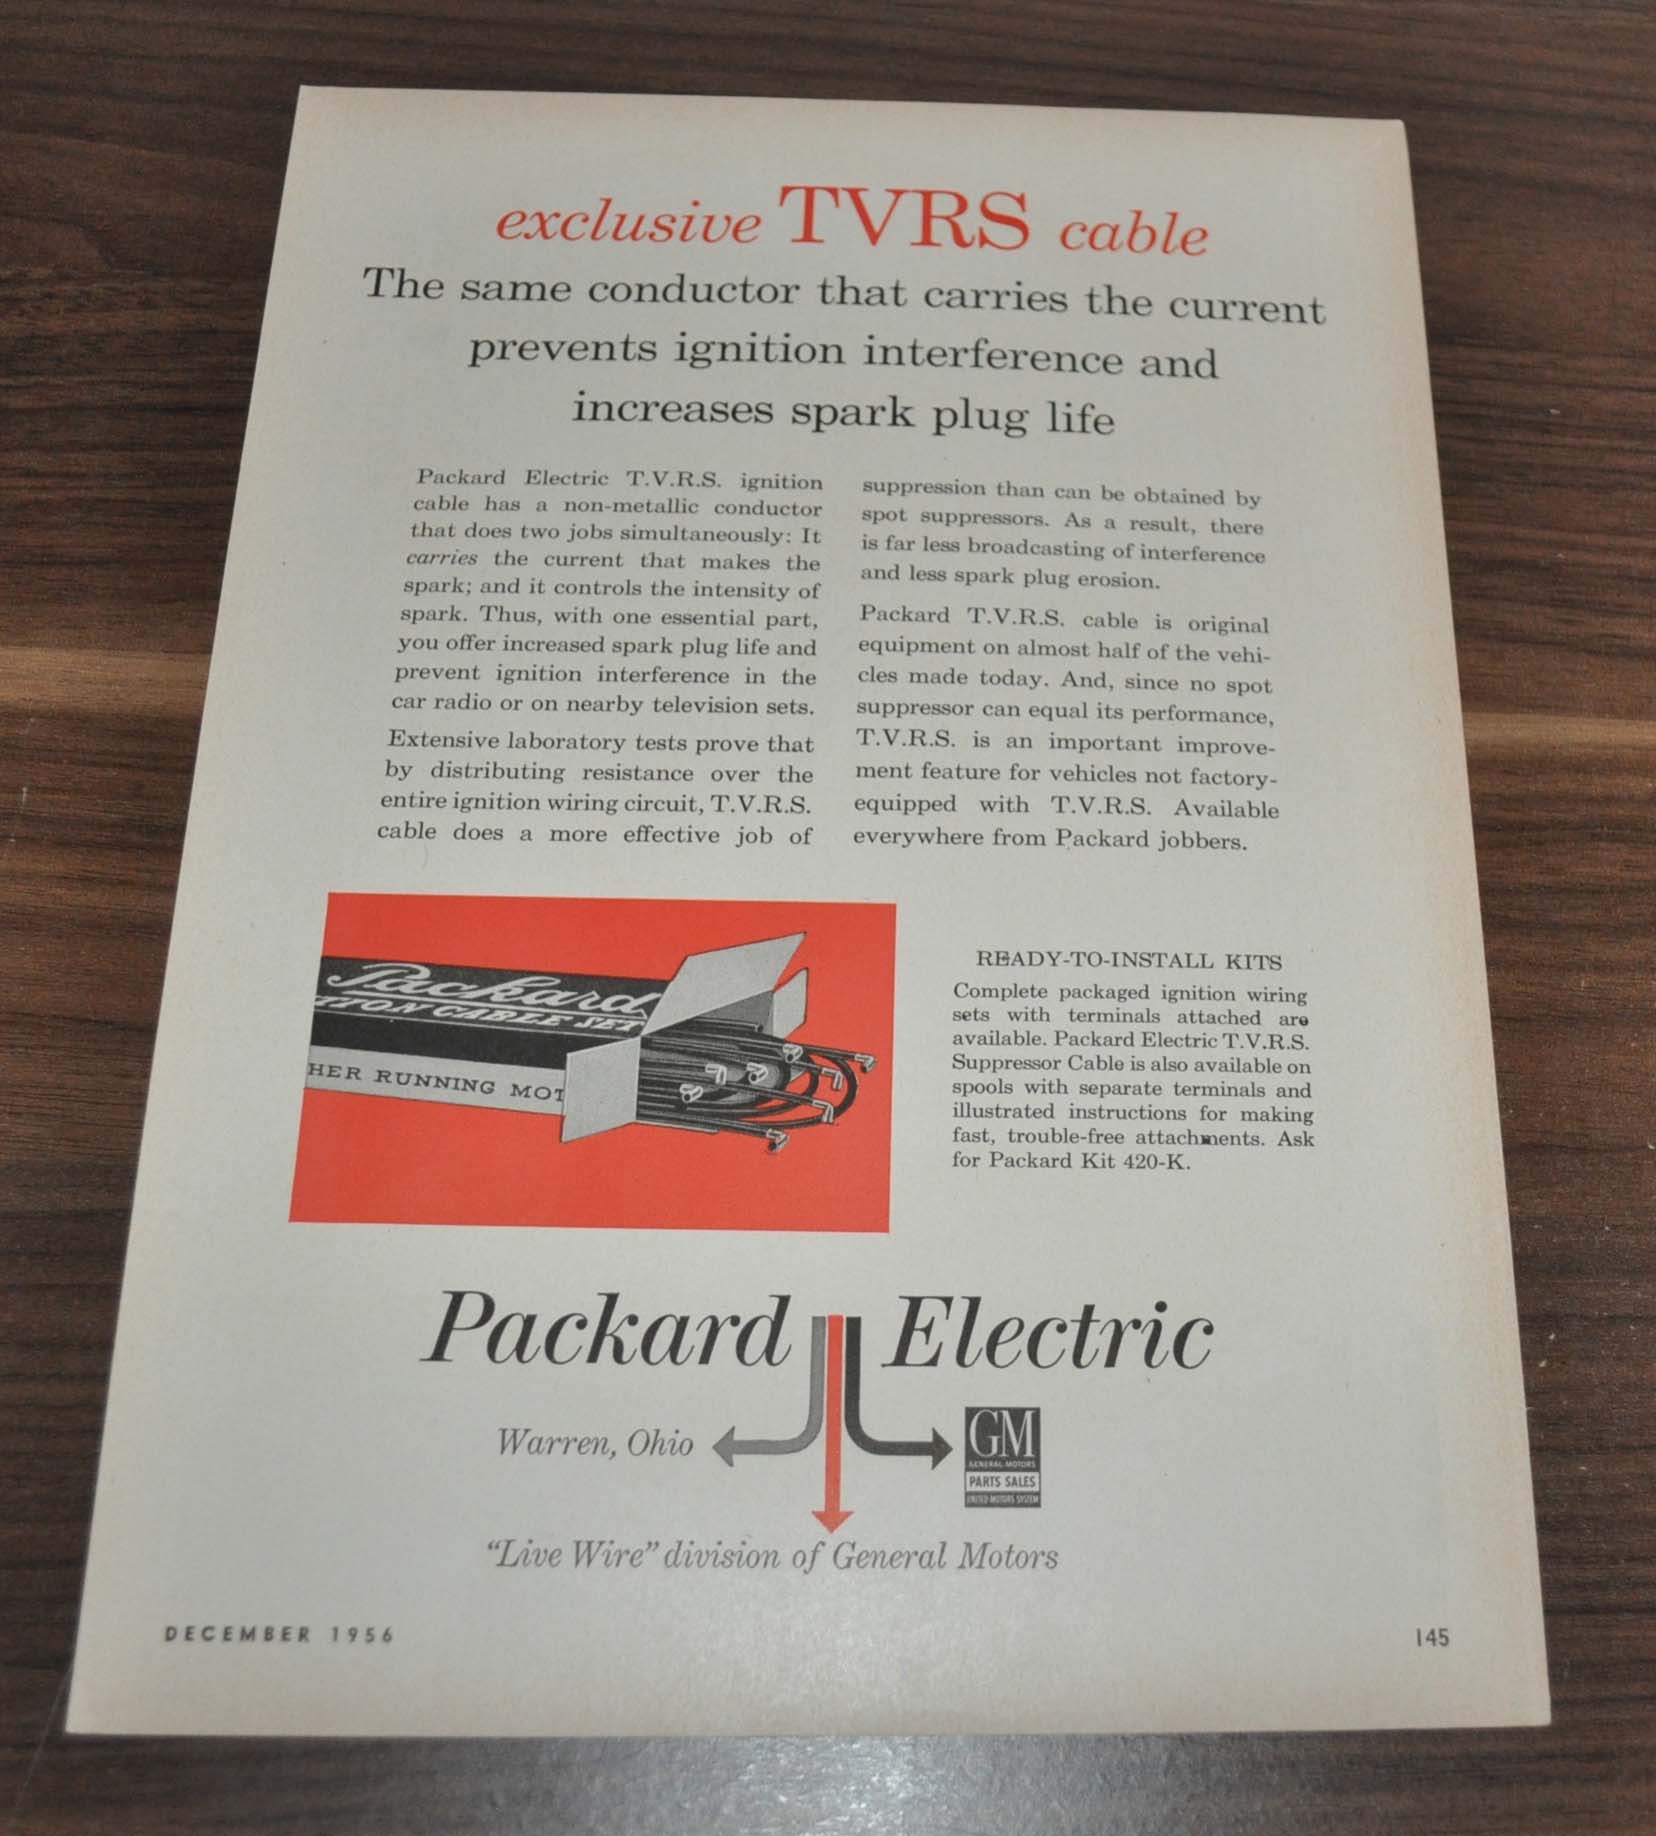 exclusive TVRS cable
The same conductor that carries the current
prevents ignition interference and
increases spark plug life
Packard Electric T.V.R.S. ignition
cable has a non-metallic conductor
that does two jobs simultaneously: It
carries the current that makes the
spark; and it controls the intensity of
spark. Thus, with one essential part,
you offer increased spark plug life and
prevent ignition interference in the
car radio or on nearby television sets.
Extensive laboratory tests prove that
by distributing resistance over the
entire ignition wiring circuit, T.V.R.S.
cable does a more effective job of
suppression than can be obtained by
spot suppressors. As a result, there
is far less broadcasting of interference
and less spark plug erosion.
Packard T.V.R.S. cable is original
equipment on almost half of the vehi-
cles made today. And, since no spot
suppressor can equal its performance,
T.V.R.S. is an important improve-
ment feature for vehicles not factory-
equipped with T.V.R.S. Available
everywhere from Packard jobbers.
Packard
TION CABLE SET
HER RUNNING MOT
READY-TO-INSTALL KITS
Complete packaged ignition wiring
sets with terminals attached are
available. Packard Electric T.V.R.S.
Suppressor Cable is also available on
spools with separate terminals and
illustrated instructions for making
fast, trouble-free attachments. Ask
for Packard Kit 420-K.
Packard Electric
Warren, Ohio
GM
GENERAL MOTORS
PARTS SALES
UNITED MOTORS SYSTEM
"Live Wire" division of General Motors
DECEMBER 1956
145